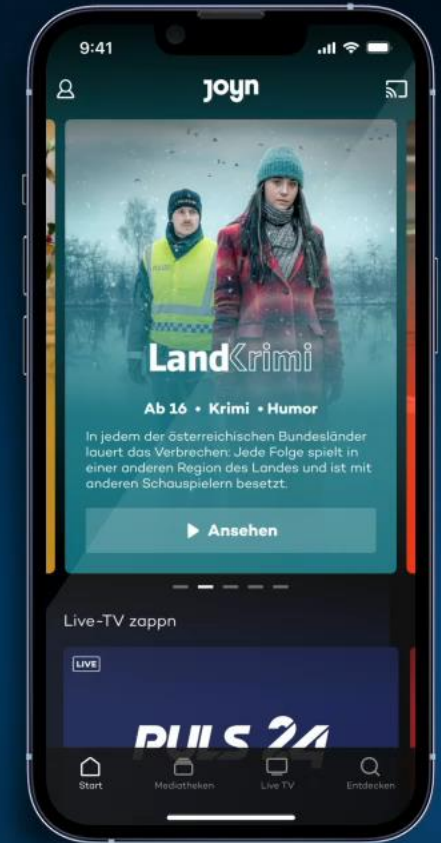 9:41
joyn
LandKrimi
Ab 16 • Krimi • Humor
In jedem der österreichischen Bundesländer
lauert das Verbrechen: Jede Folge spielt in
einer anderen Region des Landes und ist mit
anderen Schauspielern besetzt.
Ansehen
Live-TV zappn
LIVE
PULS 24
Start
Mediatheken
Live TV
Entdecken